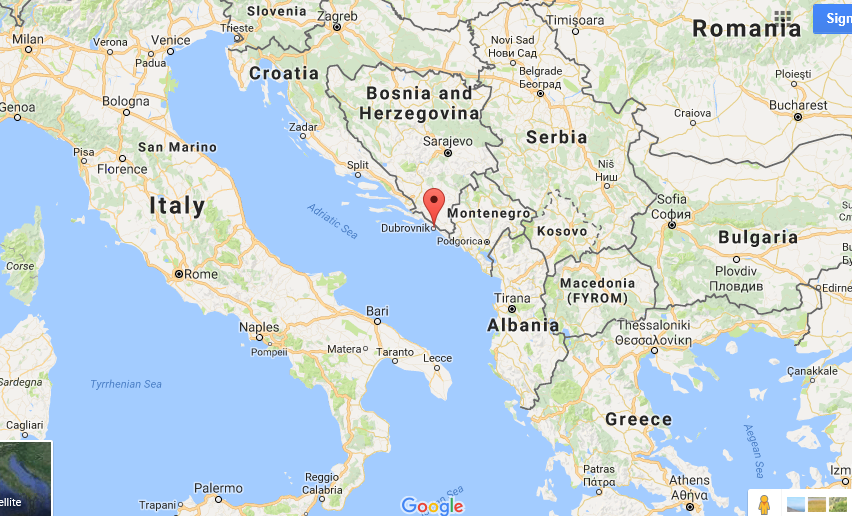 Slovenia
Zagreb
Timișoara
Romania
Sign
Milan
Verona
Venice
Trieste
Padua
Novi Sad
Нови Сад
Croatia
Belgrade
Београд
Ploiești
Bosnia and
Herzegovina
Genoa
Bologna
Craiova
Bucharest
Zadar
Serbia
San Marino
Sarajevo
Pisa
Florence
Split
Niš
Ниш
Italy
Adriatic Sea
Dubrovnik
Montenegro
Sofia
София
Kosovo
Podgorica
Bulgaria
Corse
Rome
Plovdiv
Пловдив
Macedonia
(FYROM)
Edirne
Tirana
Bari
Albania
Thessaloniki
Θεσσαλονίκη
Naples
Pompeii
Matera
Taranto
Lecce
Çanakkale
Sardegna
Tyrrhenian Sea
Greece
Cagliari
Aegean Sea
Patras
Πάτρα
Izm
Reggio
Calabria
Athens
Αθήνα
Palermo
Trapani
ellite
Google
an Sea